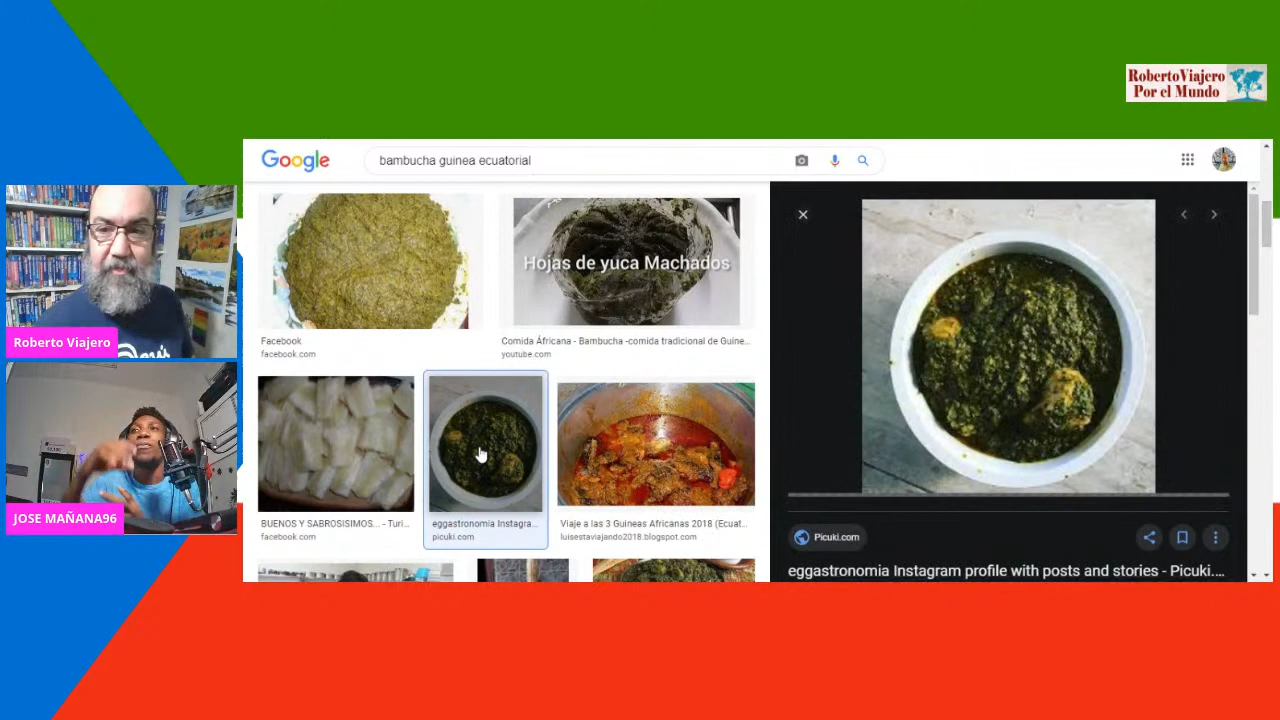 RobertoViajero
Por el Mundo
Google
bambucha guinea ecuatorial
Hojas de yuca Machados
Facebook
facebook.com
Comida Áfricana - Bambucha -comida tradicional de Guine...
youtube.com
BUENOS Y SABROSISIMOS... - Turi...
facebook.com
eggastronomia Instagra...
picuki.com
Viaje a las 3 Guineas Africanas 2018 (Ecuat...
luisestaviajando2018.blogspot.com
Picuki.com
eggastronomia Instagram profile with posts and stories - Picuki....
Roberto Viajero
JOSE MAÑANA96